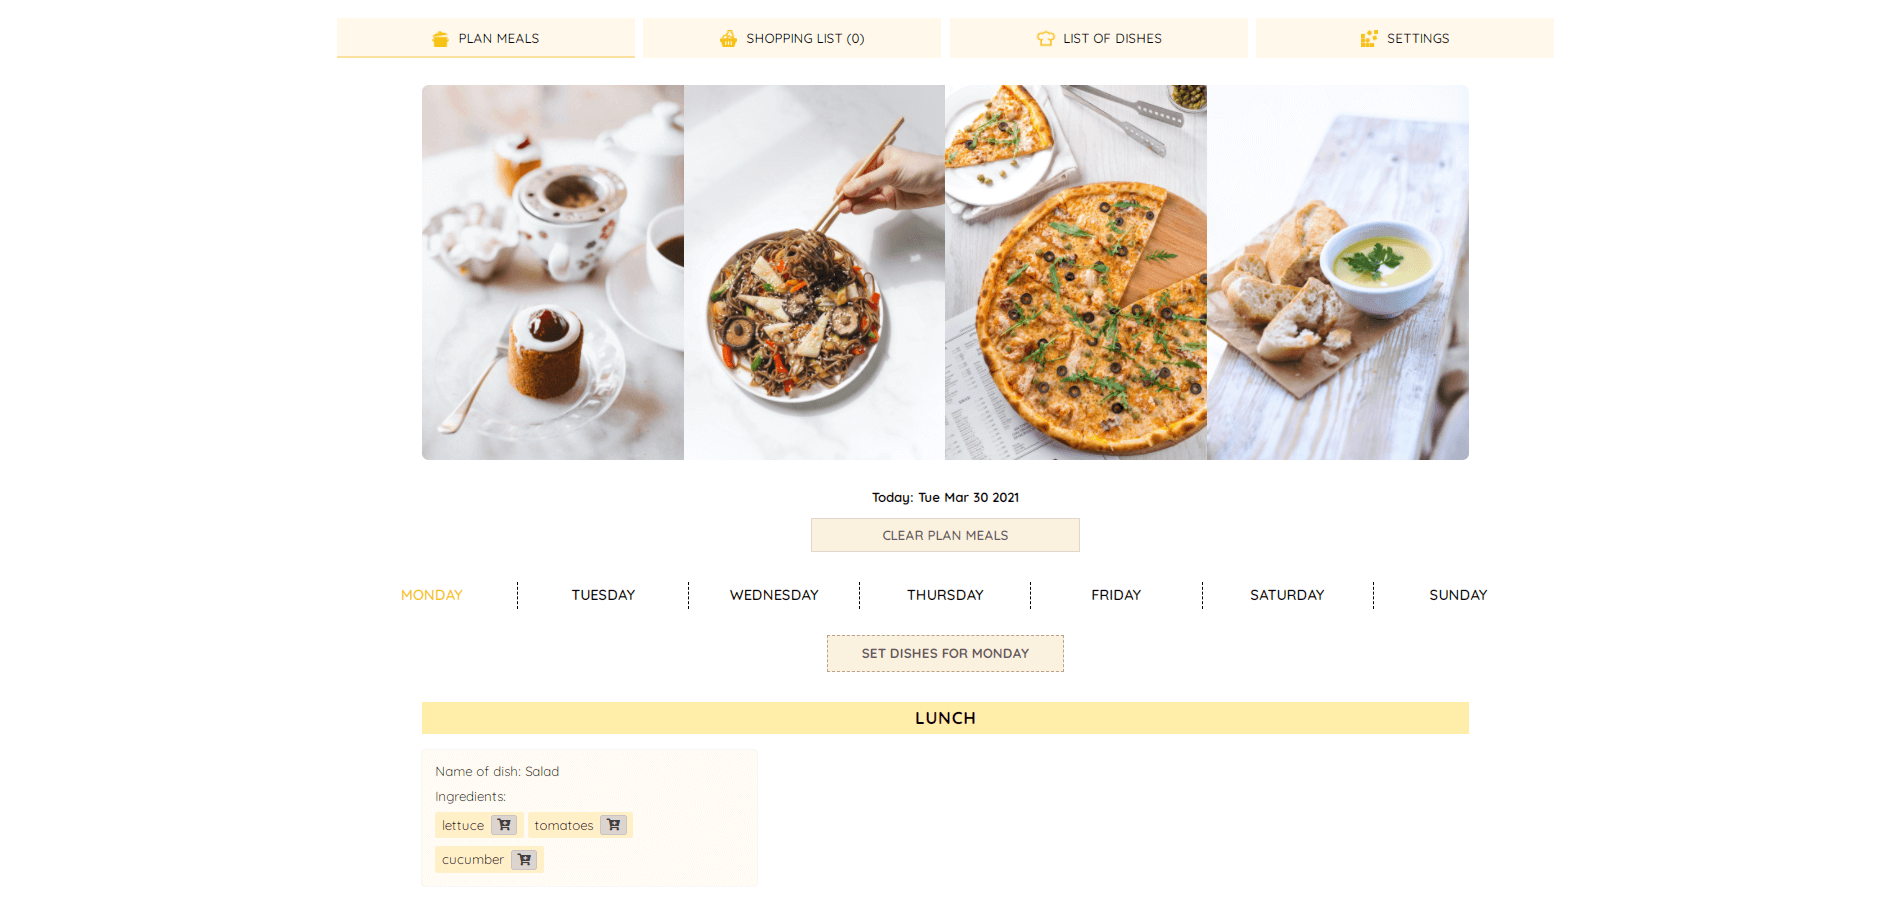 PLAN MEALS
SHOPPING LIST (0)
LIST OF DISHES
SETTINGS
Today: Tue Mar 30 2021
CLEAR PLAN MEALS
MONDAY
TUESDAY
WEDNESDAY
THURSDAY
FRIDAY
SATURDAY
SUNDAY
SET DISHES FOR MONDAY
LUNCH
Name of dish: Salad
Ingredients:
lettuce
tomatoes
cucumber